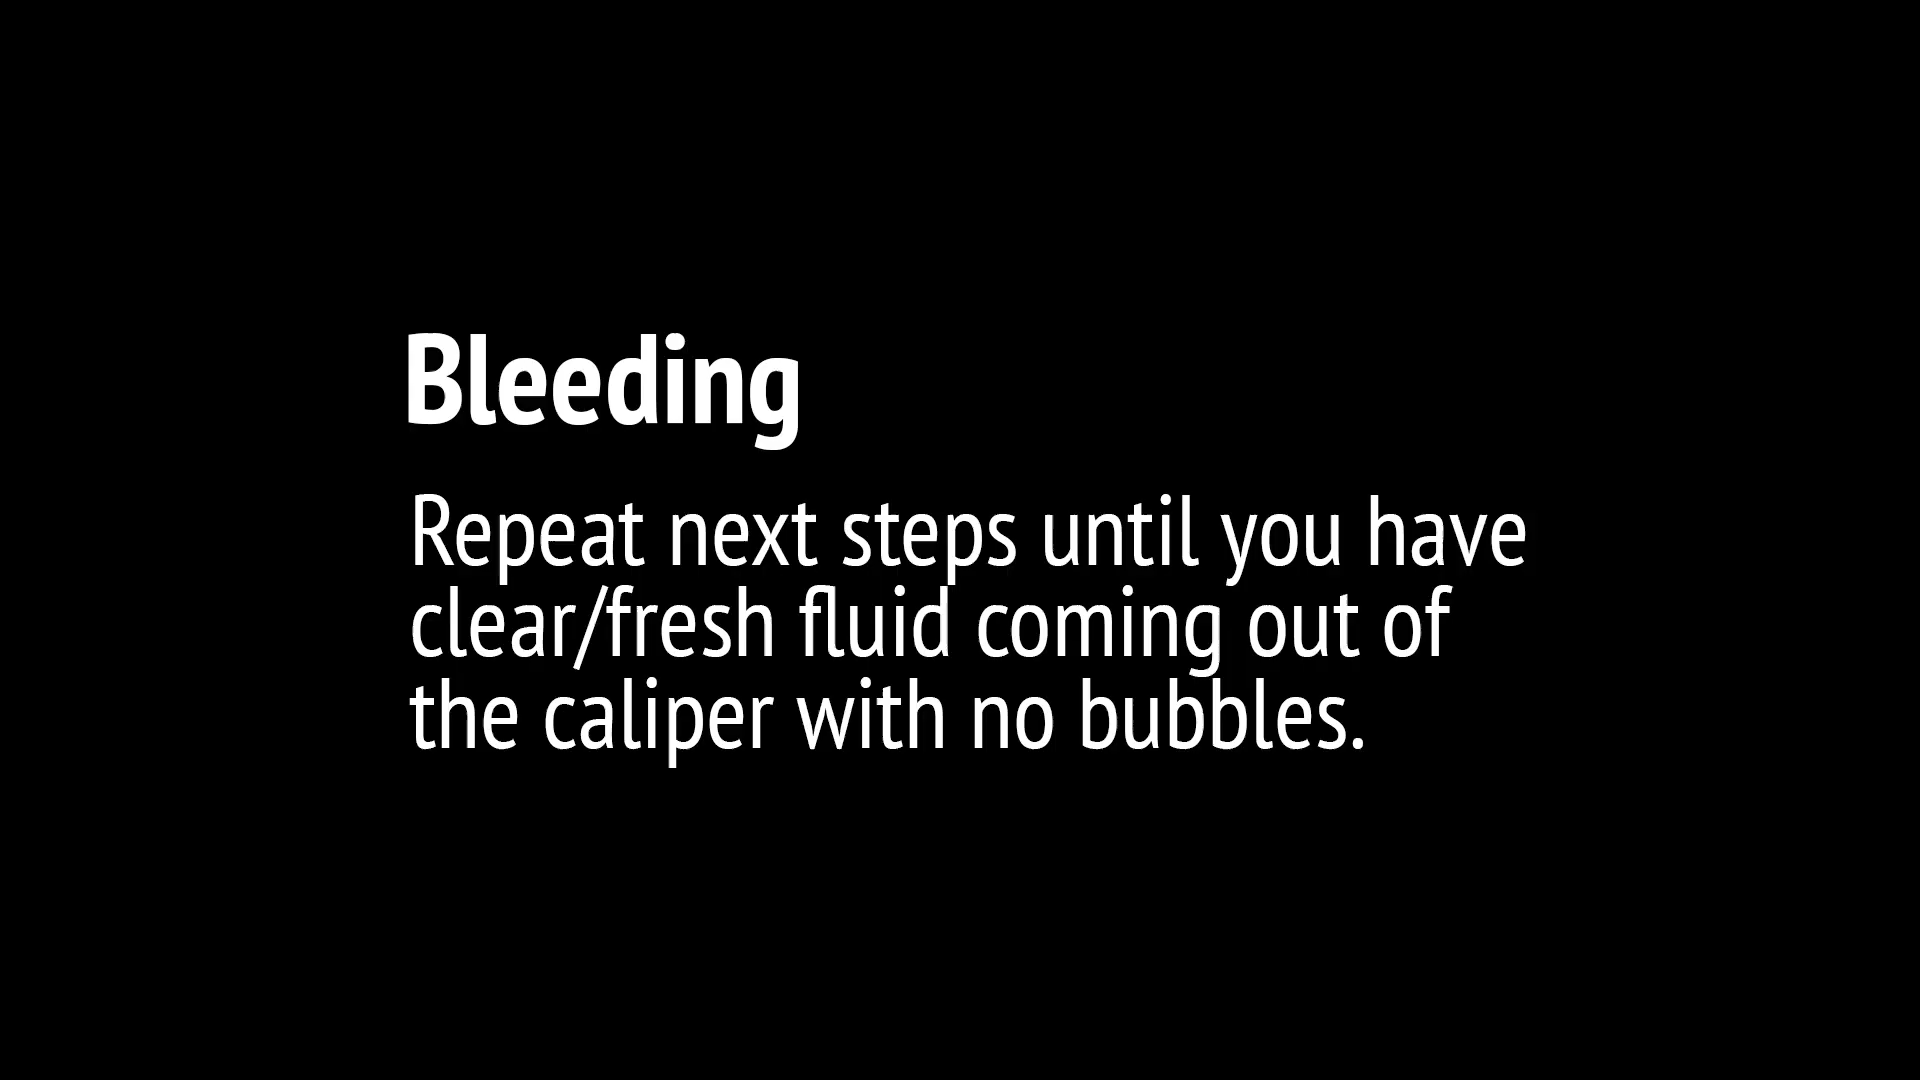 Bleeding
Repeat next steps until you have
clear/fresh fluid coming out of
the caliper with no bubbles.